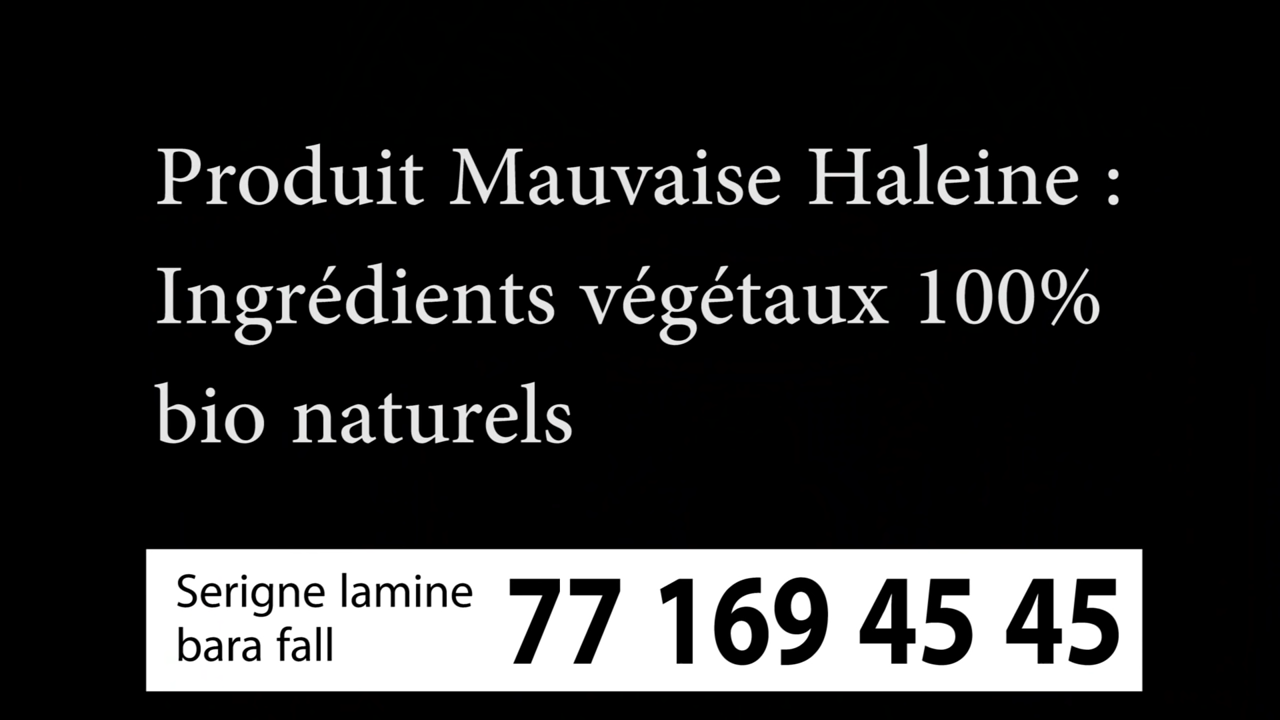 Produit Mauvaise Haleine :
Ingrédients végétaux 100%
bio naturels
Serigne lamine
bara fall
77 169 45 45